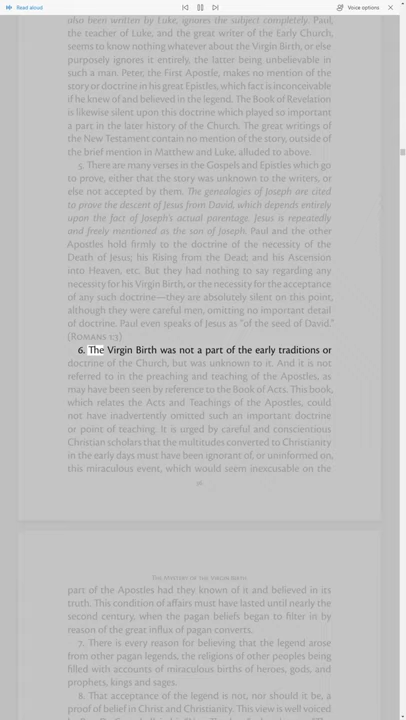 Read aloud
Voice options
also been written by Luke, ignores the subject completely. Paul,
the teacher of Luke, and the great writer of the Early Church,
seems to know nothing whatever about the Virgin Birth, or else
purposely ignores it entirely, the latter being unbelievable in
such a man. Peter, the First Apostle, makes no mention of the
story or doctrine in his great Epistles, which fact is inconceivable
if he knew of and believed in the legend. The Book of Revelation
is likewise silent upon this doctrine which played so important
a part in the later history of the Church. The great writings of
the New Testament contain no mention of the story, outside of
the brief mention in Matthew and Luke, alluded to above.
5. There are many verses in the Gospels and Epistles which go
to prove, either that the story was unknown to the writers, or
else not accepted by them. The genealogies of Joseph are cited
to prove the descent of Jesus from David, which depends entirely
upon the fact of Joseph's actual parentage. Jesus is repeatedly
and freely mentioned as the son of Joseph. Paul and the other
Apostles hold firmly to the doctrine of the necessity of the
Death of Jesus; his Rising from the Dead; and his Ascension
into Heaven, etc. But they had nothing to say regarding any
necessity for his Virgin Birth, or the necessity for the acceptance
of any such doctrine—they are absolutely silent on this point,
although they were careful men, omitting no important detail
of doctrine. Paul even speaks of Jesus as "of the seed of David."
(Romans 1:3)
6. The Virgin Birth was not a part of the early traditions or
doctrine of the Church, but was unknown to it. And it is not
referred to in the preaching and teaching of the Apostles, as
may have been seen by reference to the Book of Acts. This book,
which relates the Acts and Teachings of the Apostles, could
not have inadvertently omitted such an important doctrine
or point of teaching. It is urged by careful and conscientious
Christian scholars that the multitudes converted to Christianity
in the early days must have been ignorant of, or uninformed on,
this miraculous event, which would seem inexcusable on the
The Mystery of the Virgin Birth
part of the Apostles had they known of it and believed in its
truth. This condition of affairs must have lasted until nearly the
second century, when the pagan beliefs began to filter in by
reason of the great influx of pagan converts.
7. There is every reason for believing that the legend arose
from other pagan legends, the religions of other peoples being
filled with accounts of miraculous births of heroes, gods, and
prophets, kings and sages.
8. That acceptance of the legend is not, nor should it be, a
proof of belief in Christ and Christianity. This view is well voiced